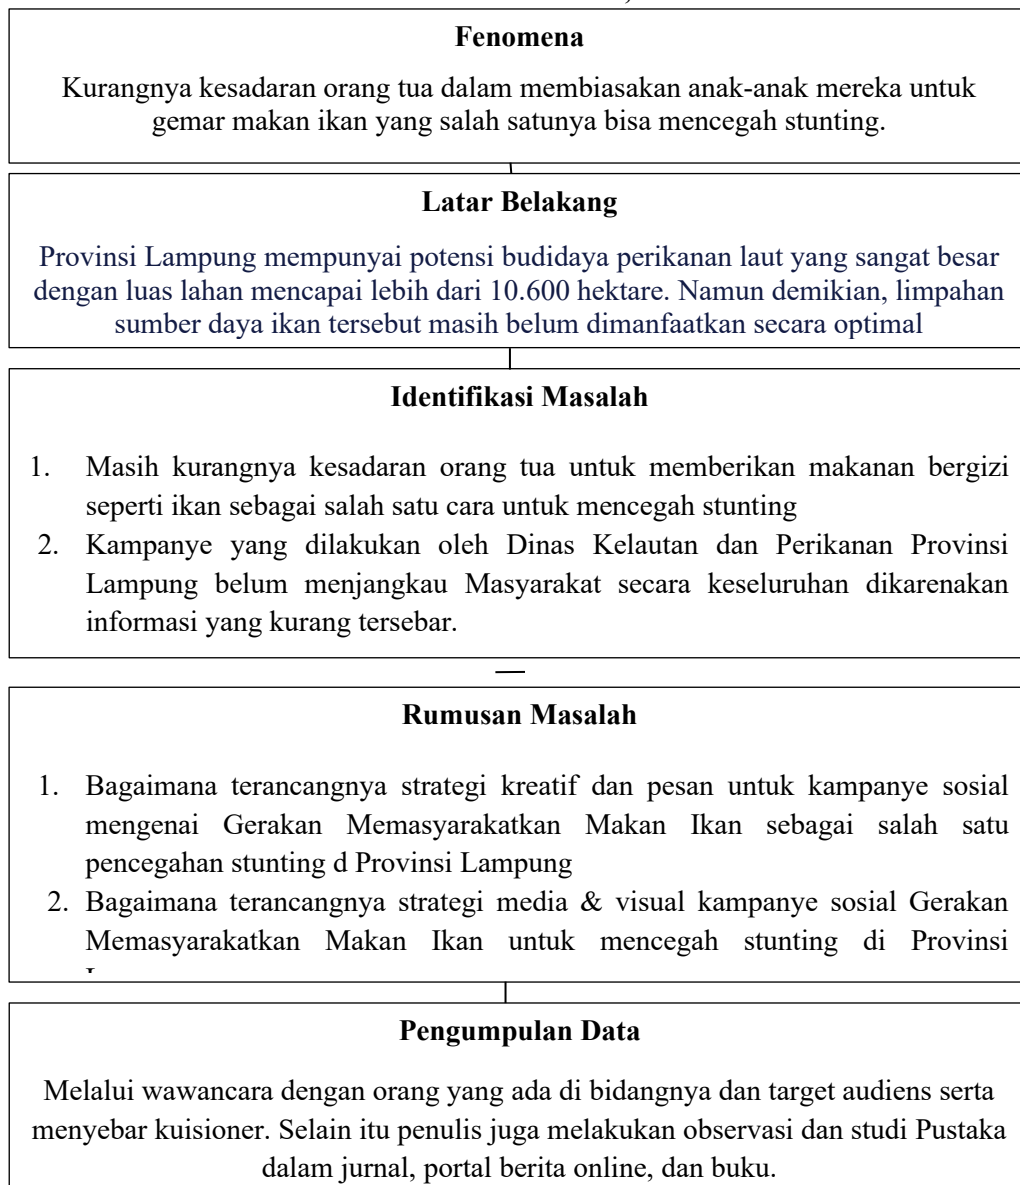 Fenomena
Kurangnya kesadaran orang tua dalam membiasakan anak-anak mereka untuk
gemar makan ikan yang salah satunya bisa mencegah stunting.
Latar Belakang
Provinsi Lampung mempunyai potensi budidaya perikanan laut yang sangat besar
dengan luas lahan mencapai lebih dari 10.600 hektare. Namun demikian, limpahan
sumber daya ikan tersebut masih belum dimanfaatkan secara optimal
Identifikasi Masalah
1. Masih kurangnya kesadaran orang tua untuk memberikan makanan bergizi
seperti ikan sebagai salah satu cara untuk mencegah stunting
2. Kampanye yang dilakukan oleh Dinas Kelautan dan Perikanan Provinsi
Lampung belum menjangkau Masyarakat secara keseluruhan dikarenakan
informasi yang kurang tersebar.
Rumusan Masalah
1. Bagaimana terancangnya strategi kreatif dan pesan untuk kampanye sosial
mengenai Gerakan Memasyarakatkan Makan Ikan sebagai salah satu
pencegahan stunting d Provinsi Lampung
2. Bagaimana terancangnya strategi media & visual kampanye sosial Gerakan
Memasyarakatkan Makan Ikan untuk mencegah stunting di Provinsi
Pengumpulan Data
Melalui wawancara dengan orang yang ada di bidangnya dan target audiens serta
menyebar kuisioner. Selain itu penulis juga melakukan observasi dan studi Pustaka
dalam jurnal, portal berita online, dan buku.